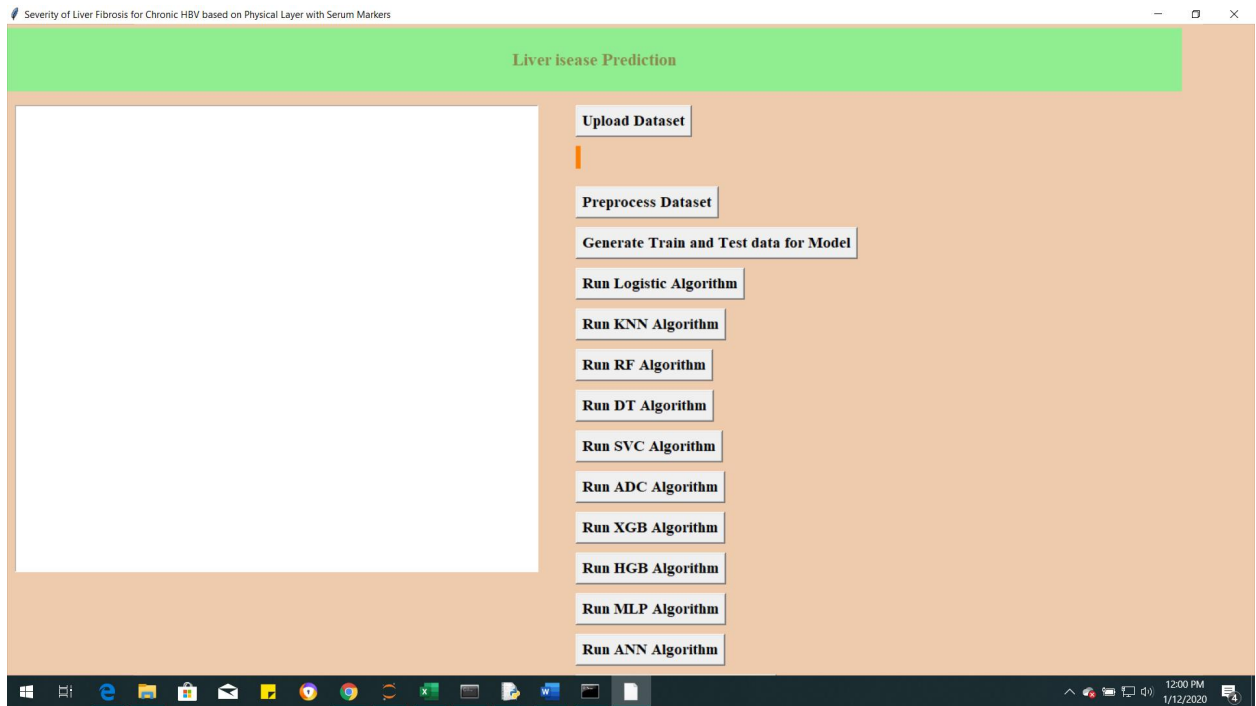 Severity of Liver Fibrosis for Chronic HBV based on Physical Layer with Serum Markers
Liver isease Prediction
Upload Dataset
Preprocess Dataset
Generate Train and Test data for Model
Run Logistic Algorithm
Run KNN Algorithm
Run RF Algorithm
Run DT Algorithm
Run SVC Algorithm
Run ADC Algorithm
Run XGB Algorithm
Run HGB Algorithm
Run MLP Algorithm
Run ANN Algorithm
12:00 PM
1/12/2020
4